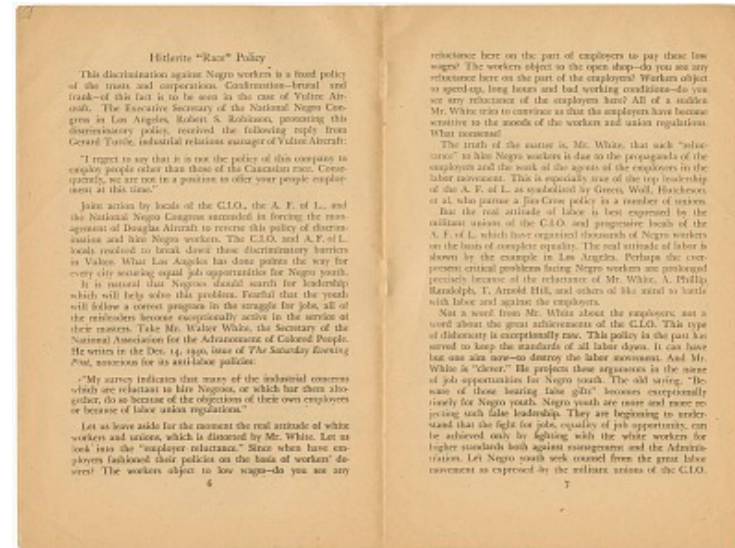 Hitlerite "Race" Policy
This discrimination against Negro workers is a fixed policy
of the trusts and corporations. Confirmation—brutal and
frank—of this fact is to be seen in the case of Vultee Air-
craft. The Executive Secretary of the National Negro Con-
gress in Los Angeles, Robert S. Robinson, protesting this
discriminatory policy, received the following reply from
Gerard Tuttle, industrial relations manager of Vultee Aircraft:
"I regret to say that it is not the policy of this company to
employ people other than those of the Caucasian race. Conse-
quently, we are not in a position to offer your people employ-
ment at this time."
Joint action by locals of the C.I.O., the A. F. of L., and
the National Negro Congress succeeded in forcing the man-
agement of Douglas Aircraft to reverse this policy of discrimi-
nation and hire Negro workers. The C.I.O. and A. F. of L.
locals resolved to break down these discriminatory barriers
in Vultee. What Los Angeles has done points the way for
every city securing equal job opportunities for Negro youth.
It is natural that Negroes should search for leadership
which will help solve this problem. Fearful that the youth
will follow a correct program in the struggle for jobs, all of
the misleaders become exceptionally active in the service of
their masters. Take Mr. Walter White, the Secretary of the
National Association for the Advancement of Colored People.
He writes in the Dec. 14, 1940, issue of The Saturday Evening
Post, notorious for its anti-labor policies:
"My survey indicates that many of the industrial concerns
which are reluctant to hire Negroes, or which bar them alto-
gether, do so because of the objections of their own employees
or because of labor union regulations."
Let us leave aside for the moment the real attitude of white
workers and unions, which is distorted by Mr. White. Let us
look into the "employer reluctance." Since when have em-
ployers fashioned their policies on the basis of workers' de-
sires? The workers object to low wages—do you see any
6
reluctance here on the part of employers to pay these low
wages? The workers object to the open shop—do you see any
reluctance here on the part of the employers? Workers object
to speed-up, long hours and bad working conditions—do you
see any reluctance of the employers here? All of a sudden
Mr. White tries to convince us that the employers have become
sensitive to the moods of the workers and union regulations.
What nonsense!
The truth of the matter is, Mr. White, that such "reluc-
tance" to hire Negro workers is due to the propaganda of the
employers and the work of the agents of the employers in the
labor movement. This is especially true of the top leadership
of the A. F. of L. as symbolized by Green, Woll, Hutcheson
et al, who pursue a Jim-Crow policy in a number of unions.
But the real attitude of labor is best expressed by the
militant unions of the C.I.O. and progressive locals of the
A. F. of L. which have organized thousands of Negro workers
on the basis of complete equality. The real attitude of labor is
shown by the example in Los Angeles. Perhaps the ever-
present critical problems facing Negro workers are prolonged
precisely because of the reluctance of Mr. White, A. Phillip
Randolph, T. Arnold Hill, and others of like mind to battle
with labor and against the employers.
Not a word from Mr. White about the employers, not a
word about the great achievements of the C.I.O. This type
of dishonesty is exceptionally raw. This policy in the past has
served to keep the standards of all labor down. It can have
but one aim now—to destroy the labor movement. And Mr.
White is "clever." He projects these arguments in the name
of job opportunities for Negro youth. The old saying, "Be-
ware of those bearing false gifts" becomes exceptionally
timely for Negro youth. Negro youth are more and more re-
jecting such false leadership. They are beginning to under-
stand that the fight for jobs, equality of job opportunity, can
be achieved only by fighting with the white workers for
higher standards both against management and the Adminis-
tration. Let Negro youth seek counsel from the great labor
movement as expressed by the militant unions of the C.I.O.
7